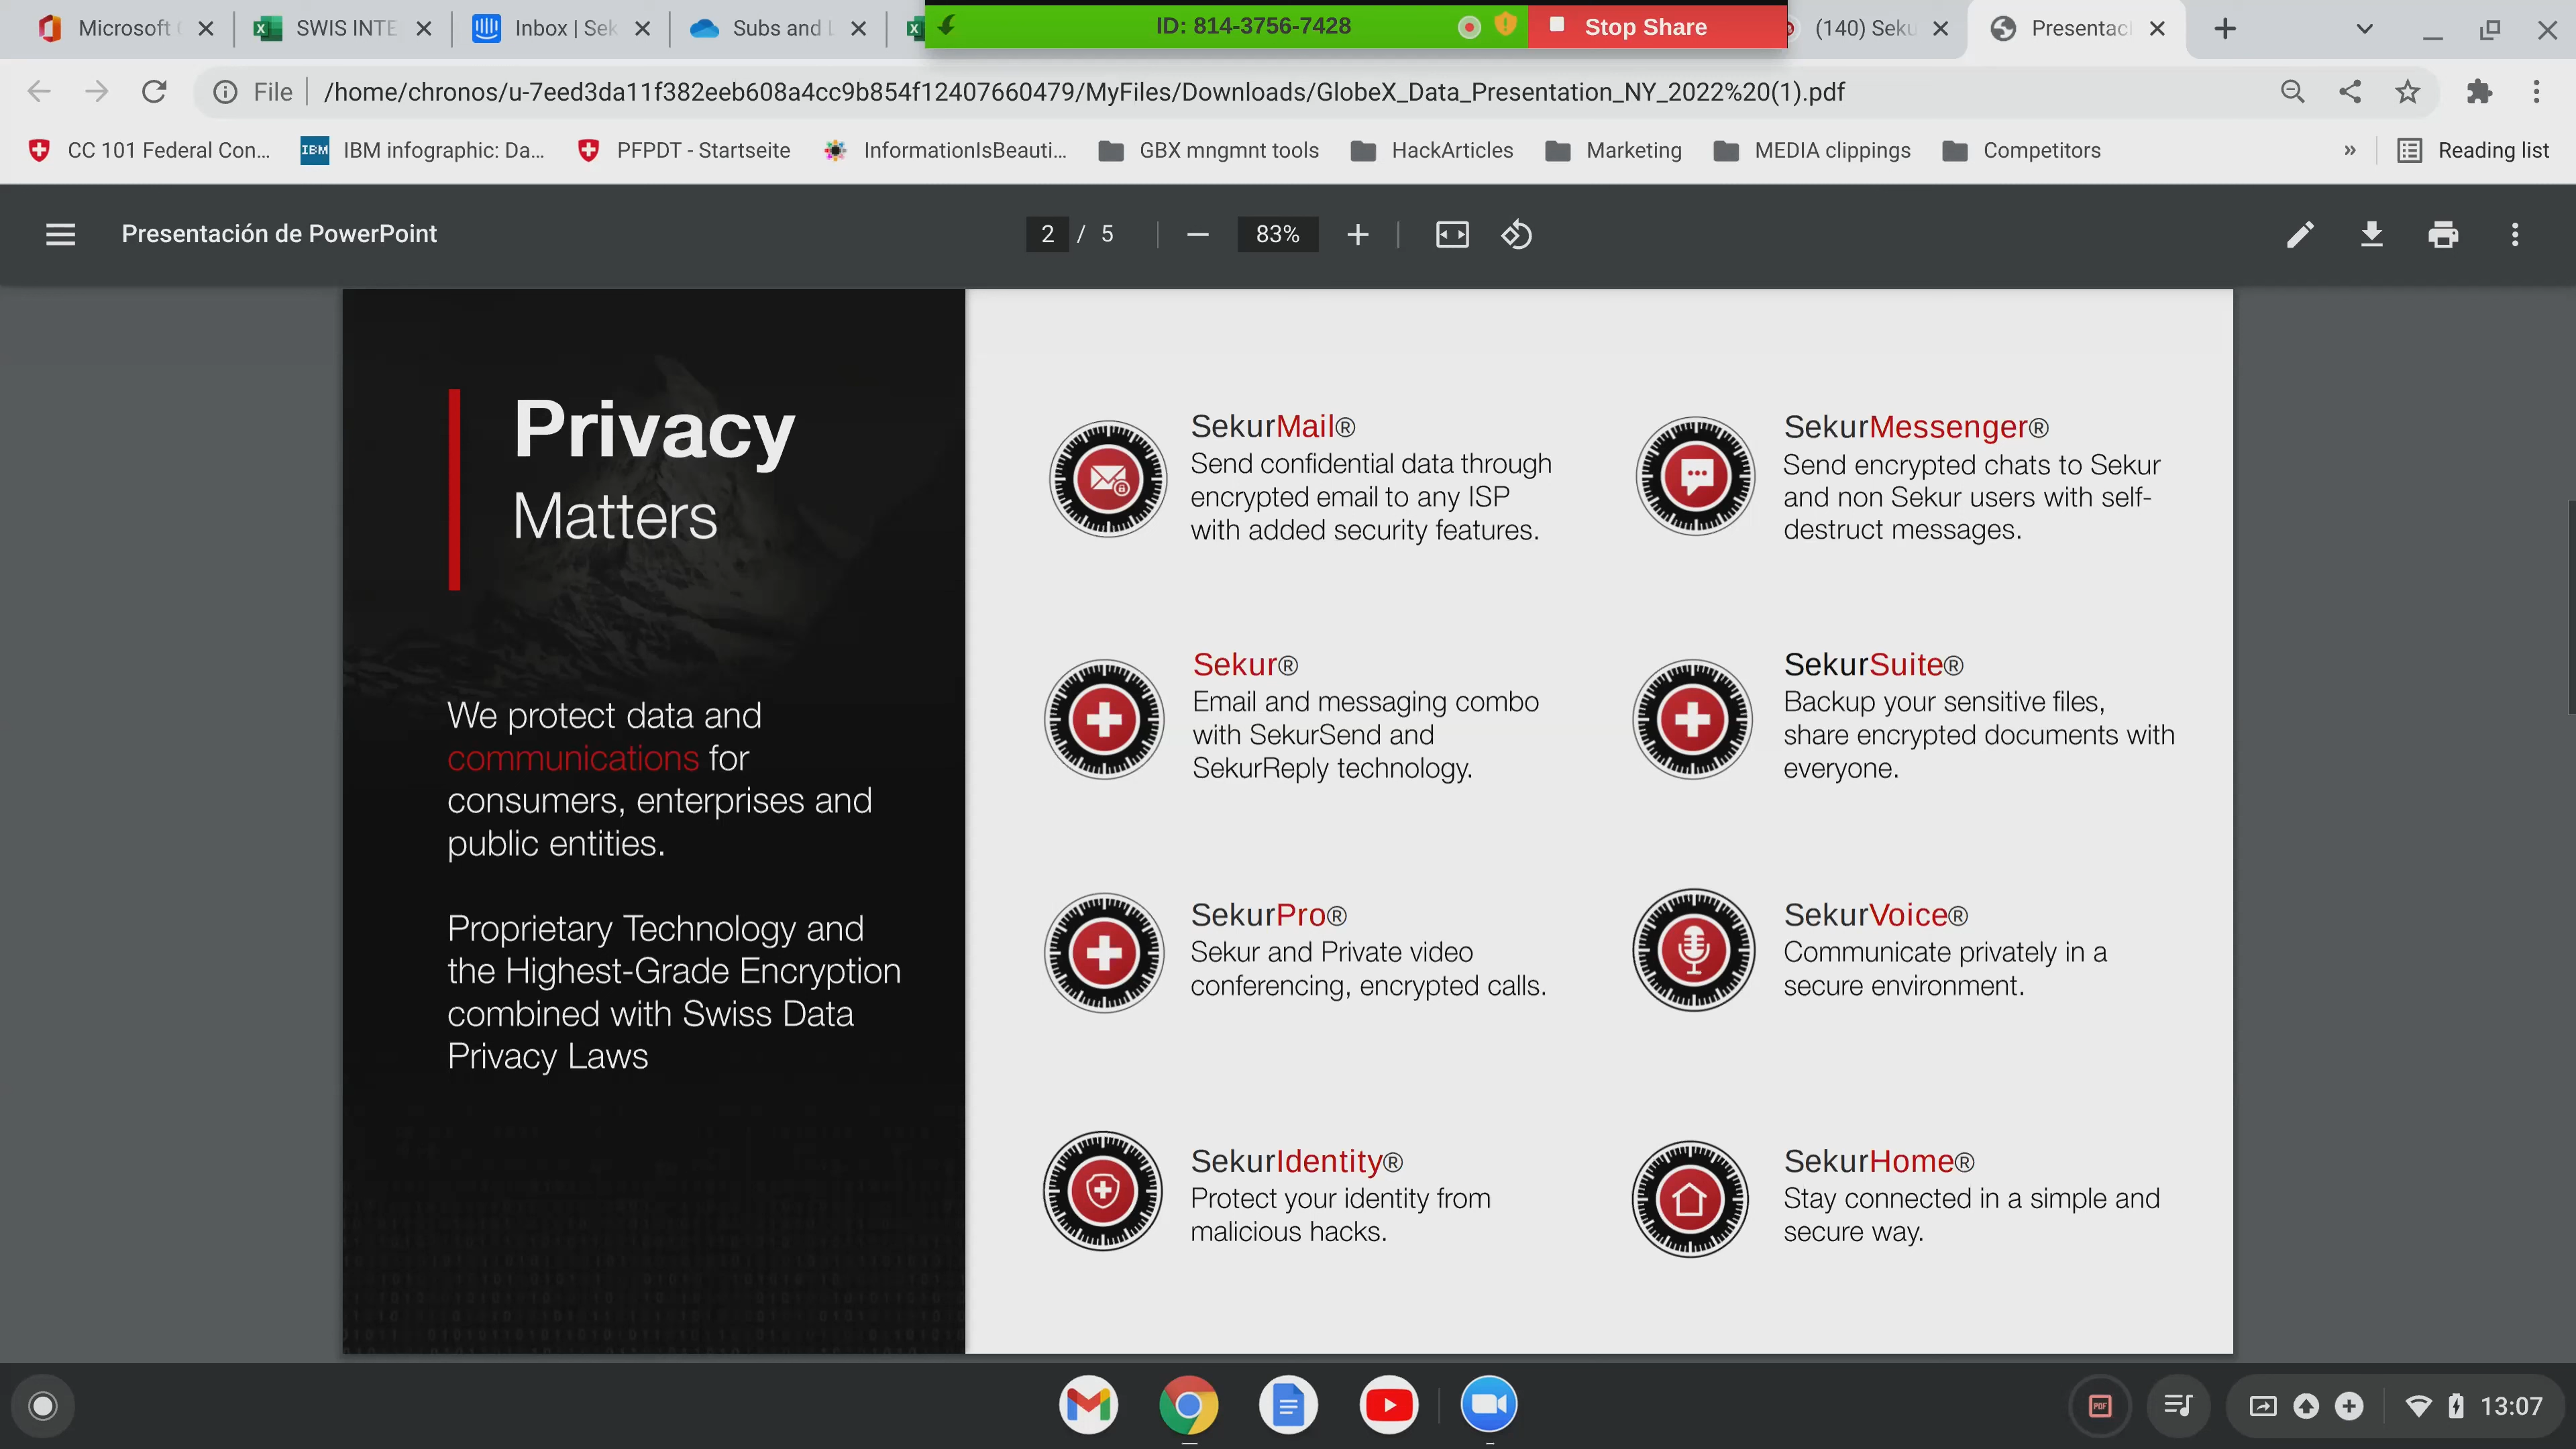 Microsoft
SWIS INTE
Inbox | Sek
Subs and
ID: 814-3756-7428
Stop Share
(140) Seku
Presentac
File
/home/chronos/u-7eed3da11f382eeb608a4cc9b854f12407660479/MyFiles/Downloads/GlobeX_Data_Presentation_NY_2022%20(1).pdf
CC 101 Federal Con...
IBM
IBM infographic: Da...
PFPDT - Startseite
InformationIsBeauti...
GBX mngmnt tools
HackArticles
Marketing
MEDIA clippings
Competitors
»
Reading list
Presentación de PowerPoint
2 / 5
83%
Privacy
Matters
We protect data and
communications for
consumers, enterprises and
public entities.
Proprietary Technology and
the Highest-Grade Encryption
combined with Swiss Data
Privacy Laws
SekurMail®
Send confidential data through
encrypted email to any ISP
with added security features.
SekurMessenger®
Send encrypted chats to Sekur
and non Sekur users with self-
destruct messages.
Sekur®
Email and messaging combo
with SekurSend and
SekurReply technology.
SekurSuite®
Backup your sensitive files,
share encrypted documents with
everyone.
SekurPro®
Sekur and Private video
conferencing, encrypted calls.
SekurVoice®
Communicate privately in a
secure environment.
SekurIdentity®
Protect your identity from
malicious hacks.
SekurHome®
Stay connected in a simple and
secure way.
PDF
13:07